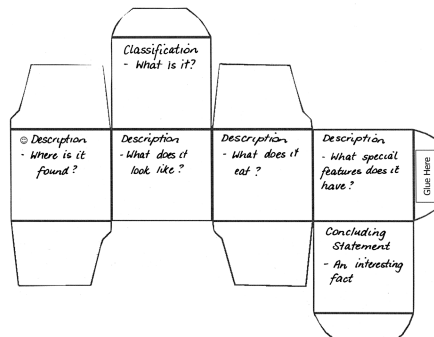 Classification
- What is it?
☺ Description
- Where is it
found?
Description
- What does it
look like?
Description
- What does it
eat?
Description
- What special
features does it
have?
Glue Here
Concluding
Statement
- An interesting
fact